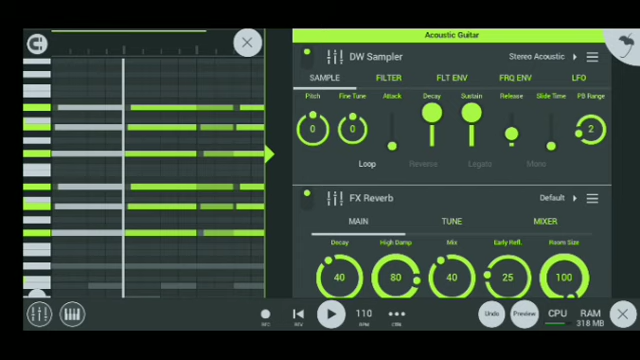 Acoustic Guitar
DW Sampler
Stereo Acoustic
SAMPLE FILTER FLT ENV FRQ ENV LFO
Pitch Fine Tune Attack Decay Sustain Release Slide Time PB Range
0 0 2
Loop Reverse Legato Mono
FX Reverb
Default
MAIN TUNE MIXER
Decay High Damp Mix Early Refl. Room Size
40 80 40 25 100
110
BPM
Undo
Preview
CPU RAM
318 MB